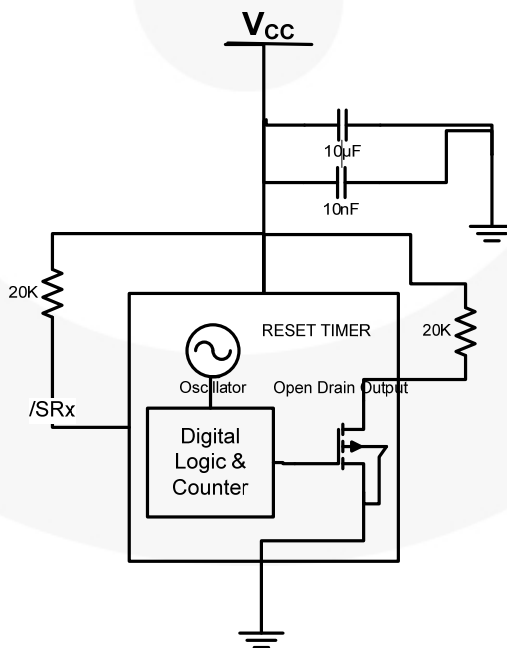 VCC
10µF
10nF
20K
20K
RESET TIMER
Oscillator
Open Drain Output
/SRx
Digital
Logic &
Counter